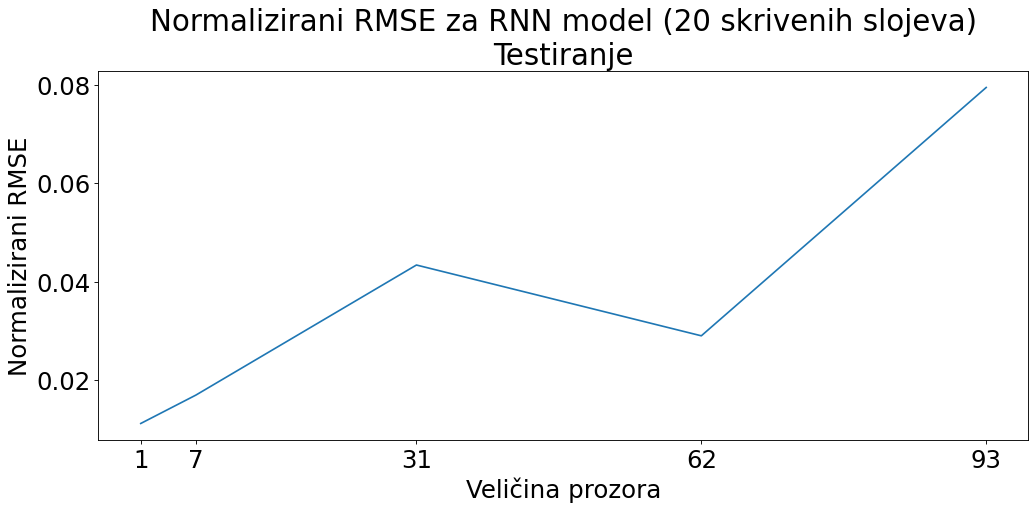 Normalizirani RMSE za RNN model (20 skrivenih slojeva)
Testiranje
Normalizirani RMSE
0.08
0.06
0.04
0.02
1 7 31 62 93
Veličina prozora